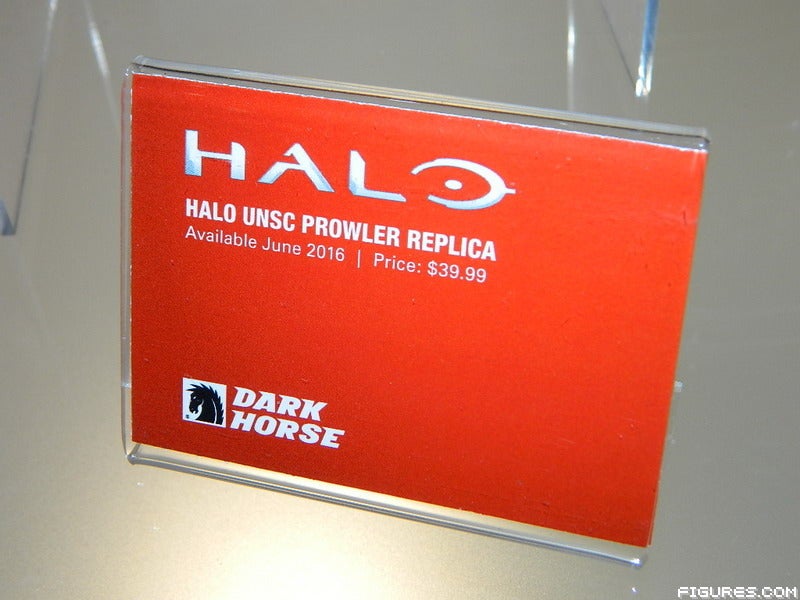 HALO
HALO UNSC PROWLER REPLICA
Available June 2016 | Price: $39.99
DARK
HORSE
FIGURES.COM